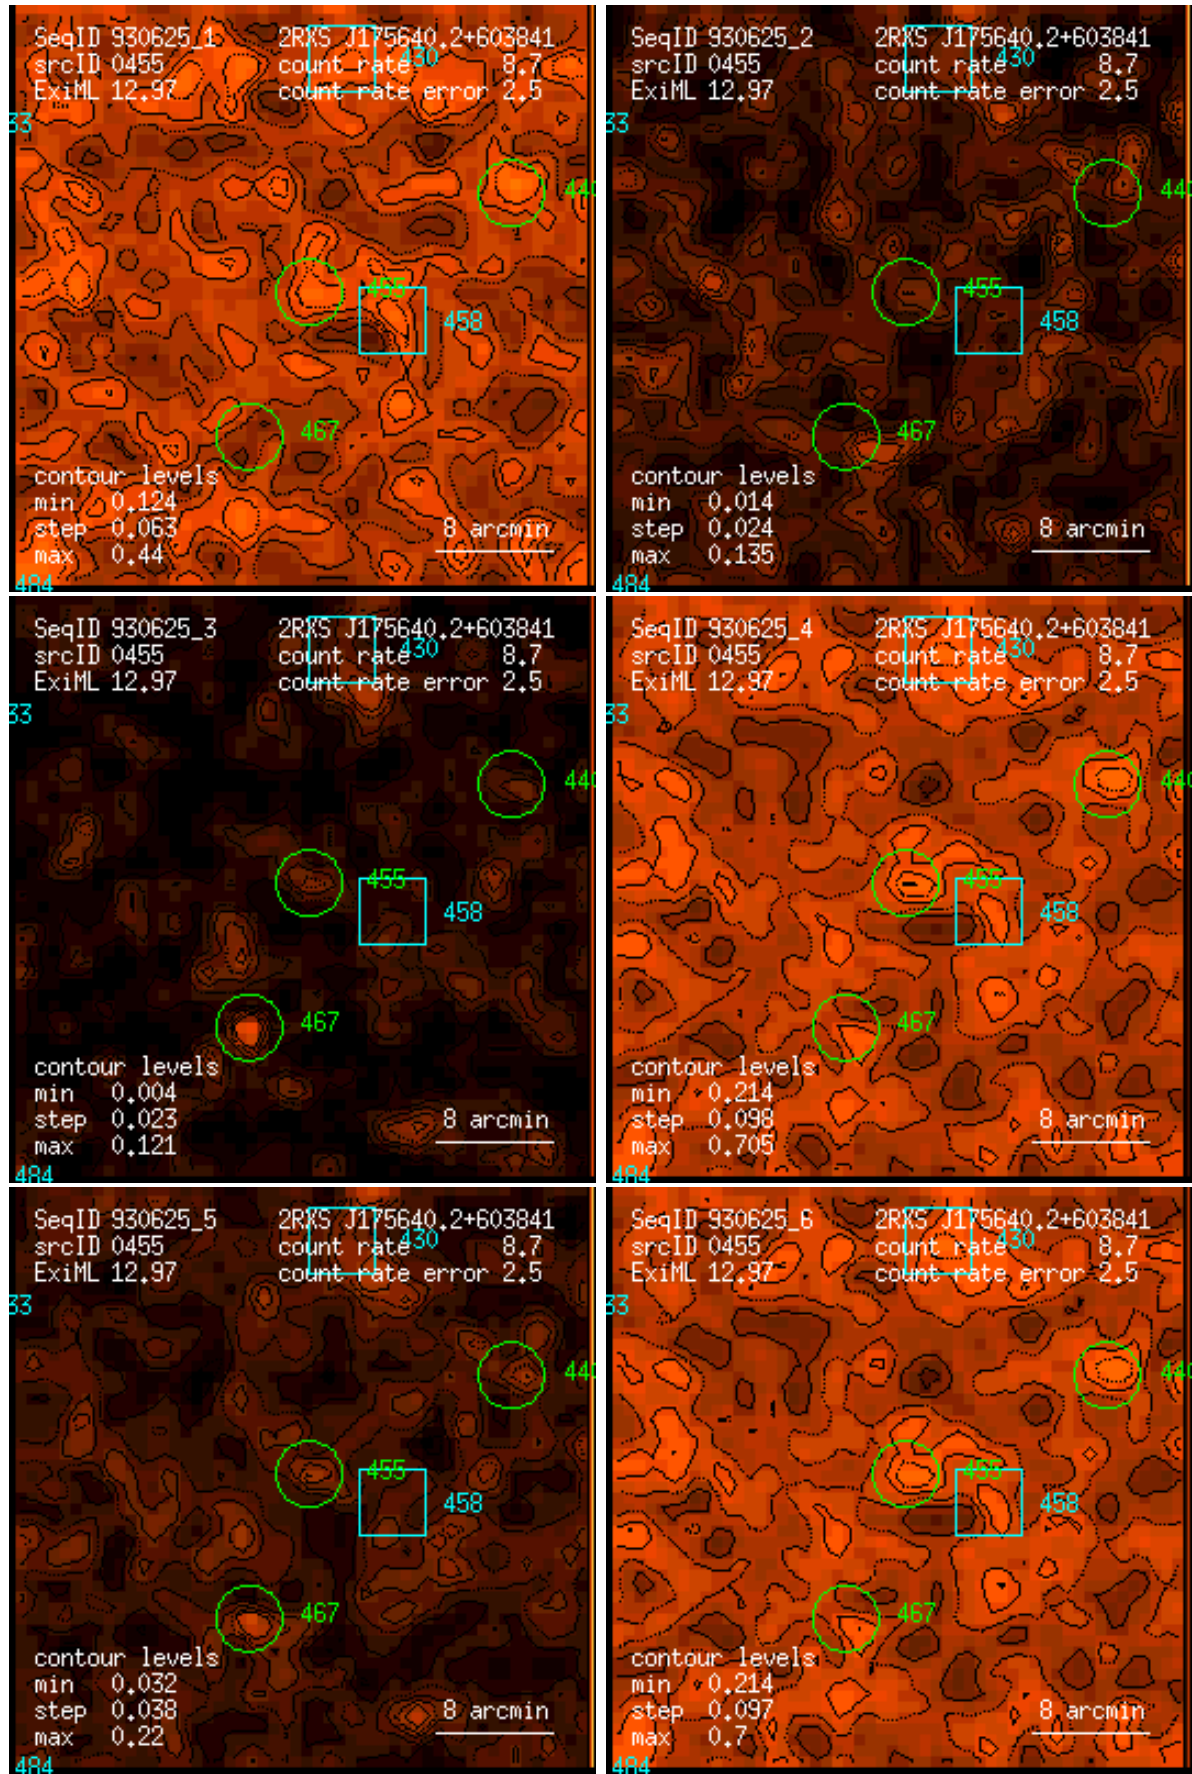 SeqID 930625_1 2RXS J175640.2+603841
srcID 0455 count rate 430 8.7
ExiML 12.97 count rate error 2.5
33
440
455
458
467
contour levels
min 0.124
step 0.063
max 0.44
8 arcmin
484
SeqID 930625_2 2RXS J175640.2+603841
srcID 0455 count rate 430 8.7
ExiML 12.97 count rate error 2.5
33
440
455
458
467
contour levels
min 0.014
step 0.024
max 0.135
8 arcmin
484
SeqID 930625_3 2RXS J175640.2+603841
srcID 0455 count rate 430 8.7
ExiML 12.97 count rate error 2.5
33
440
455
458
467
contour levels
min 0.004
step 0.023
max 0.121
8 arcmin
484
SeqID 930625_4 2RXS J175640.2+603841
srcID 0455 count rate 430 8.7
ExiML 12.97 count rate error 2.5
33
440
455
458
467
contour levels
min 0.214
step 0.098
max 0.705
8 arcmin
484
SeqID 930625_5 2RXS J175640.2+603841
srcID 0455 count rate 430 8.7
ExiML 12.97 count rate error 2.5
33
440
455
458
467
contour levels
min 0.032
step 0.038
max 0.22
8 arcmin
484
SeqID 930625_6 2RXS J175640.2+603841
srcID 0455 count rate 430 8.7
ExiML 12.97 count rate error 2.5
33
440
455
458
467
contour levels
min 0.214
step 0.097
max 0.7
8 arcmin
484